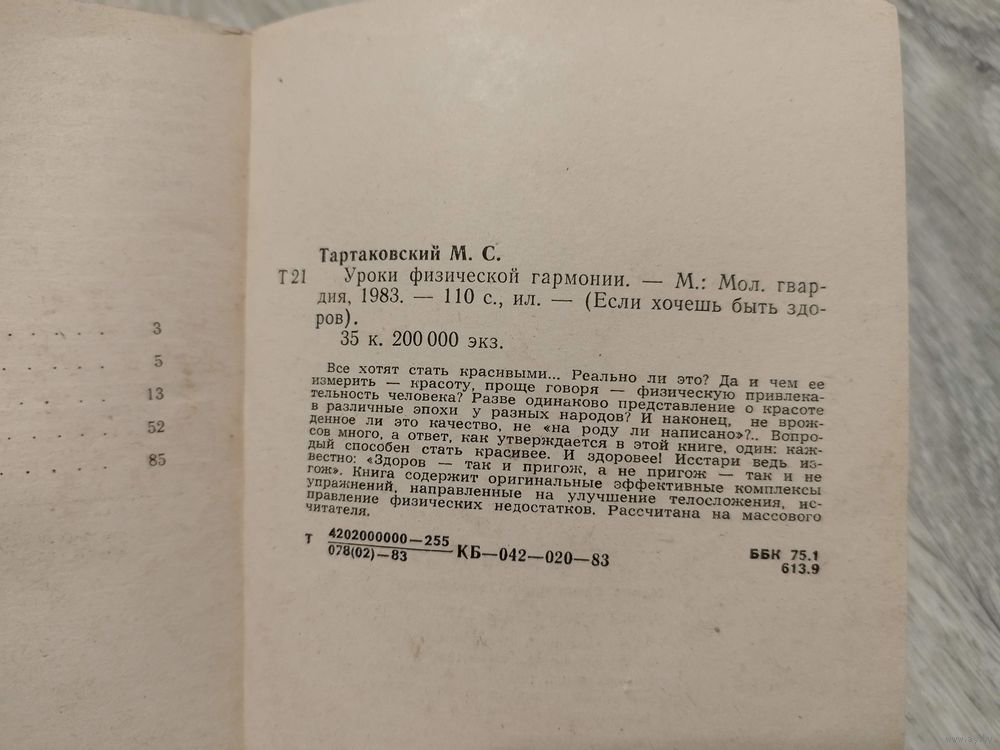 3
5
13
52
85
Тартаковский М. С.
Т 21 Уроки физической гармонии. — М.: Мол. гвар-
дия, 1983. — 110 с., ил. — (Если хочешь быть здо-
ров).
35 к. 200 000 экз.
Все хотят стать красивыми... Реально ли это? Да и чем ее
измерить — красоту, проще говоря — физическую привлека-
тельность человека? Разве одинаково представление о красоте
в различные эпохи у разных народов? И наконец, не врож-
денное ли это качество, не «на роду ли написано»?.. Вопро-
сов много, а ответ, как утверждается в этой книге, один: каж-
дый способен стать красивее. И здоровее! Исстари ведь из-
вестно: «Здоров — так и пригож, а не пригож — так и не
гож». Книга содержит оригинальные эффективные комплексы
упражнений, направленные на улучшение телосложения, ис-
правление физических недостатков. Рассчитана на массового
читателя.
Т 4202000000—255
078(02)—83 КБ—042—020—83
ББК 75.1
613.9